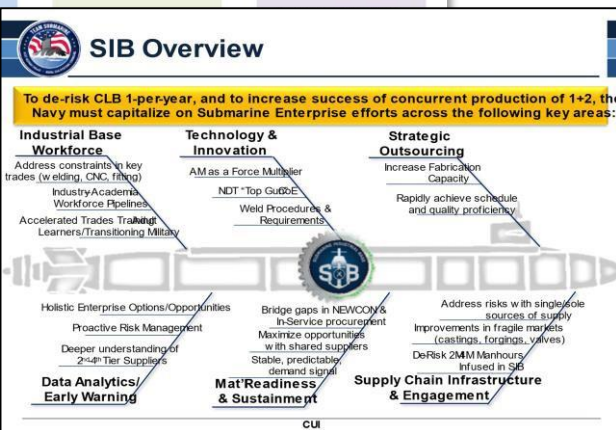 SIB Overview
To de-risk CLB 1-per-year, and to increase success of concurrent production of 1+2, the
Navy must capitalize on Submarine Enterprise efforts across the following key areas:
Industrial Base
Workforce
Address constraints in key
trades (welding, CNC, fitting)
Industry-Academia
Workforce Pipelines
Accelerated Trades Training
Learners/Transitioning Military
Technology &
Innovation
AM as a Force Multiplier
NDT "Top Gun"
Weld Procedures &
Requirements
Strategic
Outsourcing
Increase Fabrication
Capacity
Rapidly achieve schedule
and quality proficiency
SIB
Holistic Enterprise Options/Opportunities
Proactive Risk Management
Deeper understanding of
2nd-4th Tier Suppliers
Data Analytics/
Early Warning
Bridge gaps in NEWCON &
In-Service procurement
Maximize opportunities
with shared suppliers
Stable, predictable,
demand signal
Mat'Readiness
& Sustainment
Address risks with single/sole
sources of supply
Improvements in fragile markets
(castings, forgings, valves)
DeRisk Manhours
Infused in SIB
Supply Chain Infrastructure
& Engagement
CUI